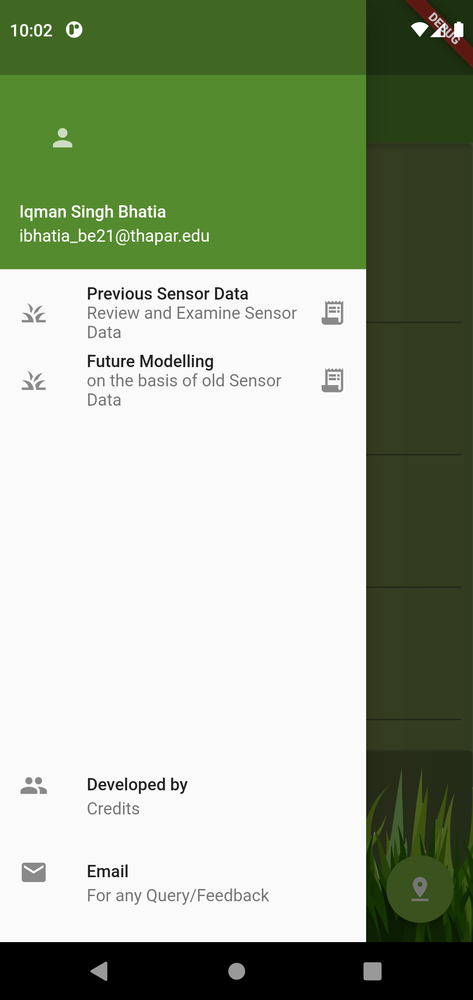 10:02
DEBUG
Iqman Singh Bhatia
ibhatia_be21@thapar.edu
Previous Sensor Data
Review and Examine Sensor
Data
Future Modelling
on the basis of old Sensor
Data
Developed by
Credits
Email
For any Query/Feedback